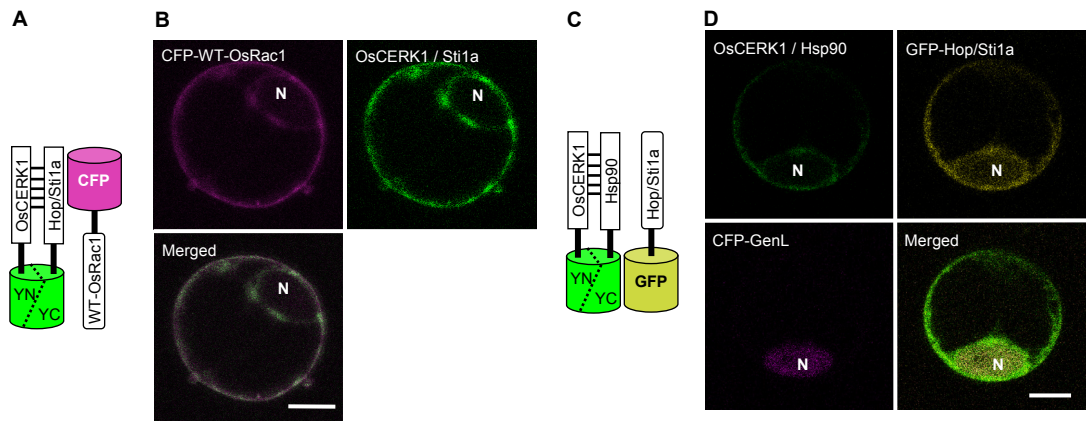 A
B
C
D
CFP-WT-OsRac1
N
OsCERK1 / Sti1a
N
Merged
N
OsCERK1
Hop/Sti1a
CFP
YN
YC
WT-OsRac1
OsCERK1
Hsp90
Hop/Sti1a
YN
YC
GFP
OsCERK1 / Hsp90
N
GFP-Hop/Sti1a
N
CFP-GenL
N
Merged
N